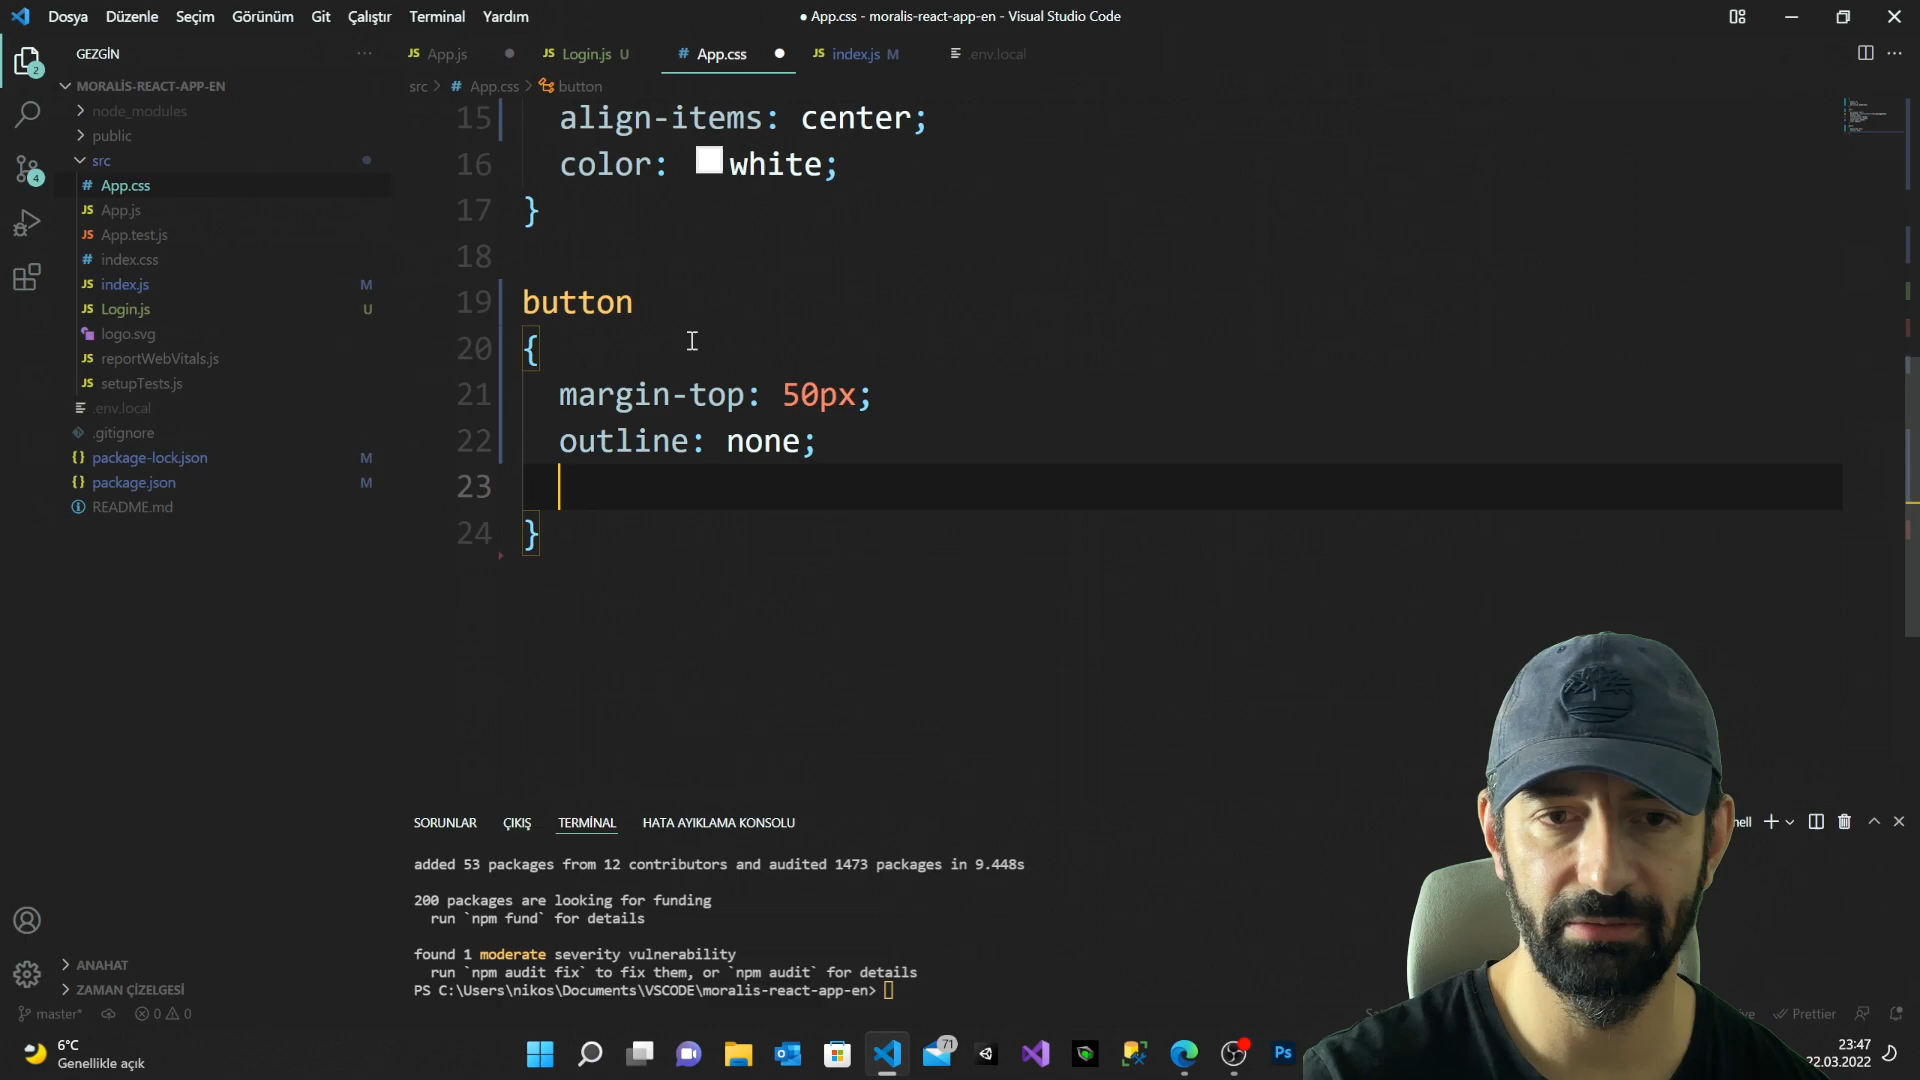 Dosya Düzenle Seçim Görünüm Git Çalıştır Terminal Yardım
● App.css - moralis-react-app-en - Visual Studio Code
GEZGİN
JS App.js
JS Login.js U
# App.css
JS index.js M
.env.local
MORALİS-REACT-APP-EN
src > # App.css > button
node_modules
public
src
# App.css
JS App.js
JS App.test.js
# index.css
JS index.js M
JS Login.js U
logo.svg
JS reportWebVitals.js
JS setupTests.js
.env.local
.gitignore
{} package-lock.json M
{} package.json M
README.md
2
4
15 align-items: center;
16 color: white;
17 }
18
19 button
20 {
21 margin-top: 50px;
22 outline: none;
23
24 }
SORUNLAR ÇIKIŞ TERMİNAL HATA AYIKLAMA KONSOLU
added 53 packages from 12 contributors and audited 1473 packages in 9.448s
200 packages are looking for funding
run `npm fund` for details
found 1 moderate severity vulnerability
run `npm audit fix` to fix them, or `npm audit` for details
PS C:\Users\nikos\Documents\VSCODE\moralis-react-app-en>
ANAHAT
ZAMAN ÇİZELGESİ
master* 0 0
Prettier
6°C
Genellikle açık
71
Ps
23:47
22.03.2022